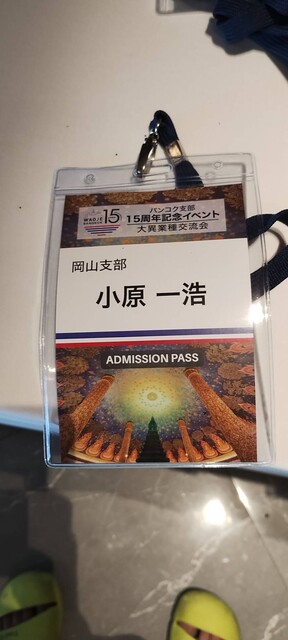 WAOJE
15
バンコク支部
15周年記念イベント
大異業種交流会
岡山支部
小原 一浩
ADMISSION PASS